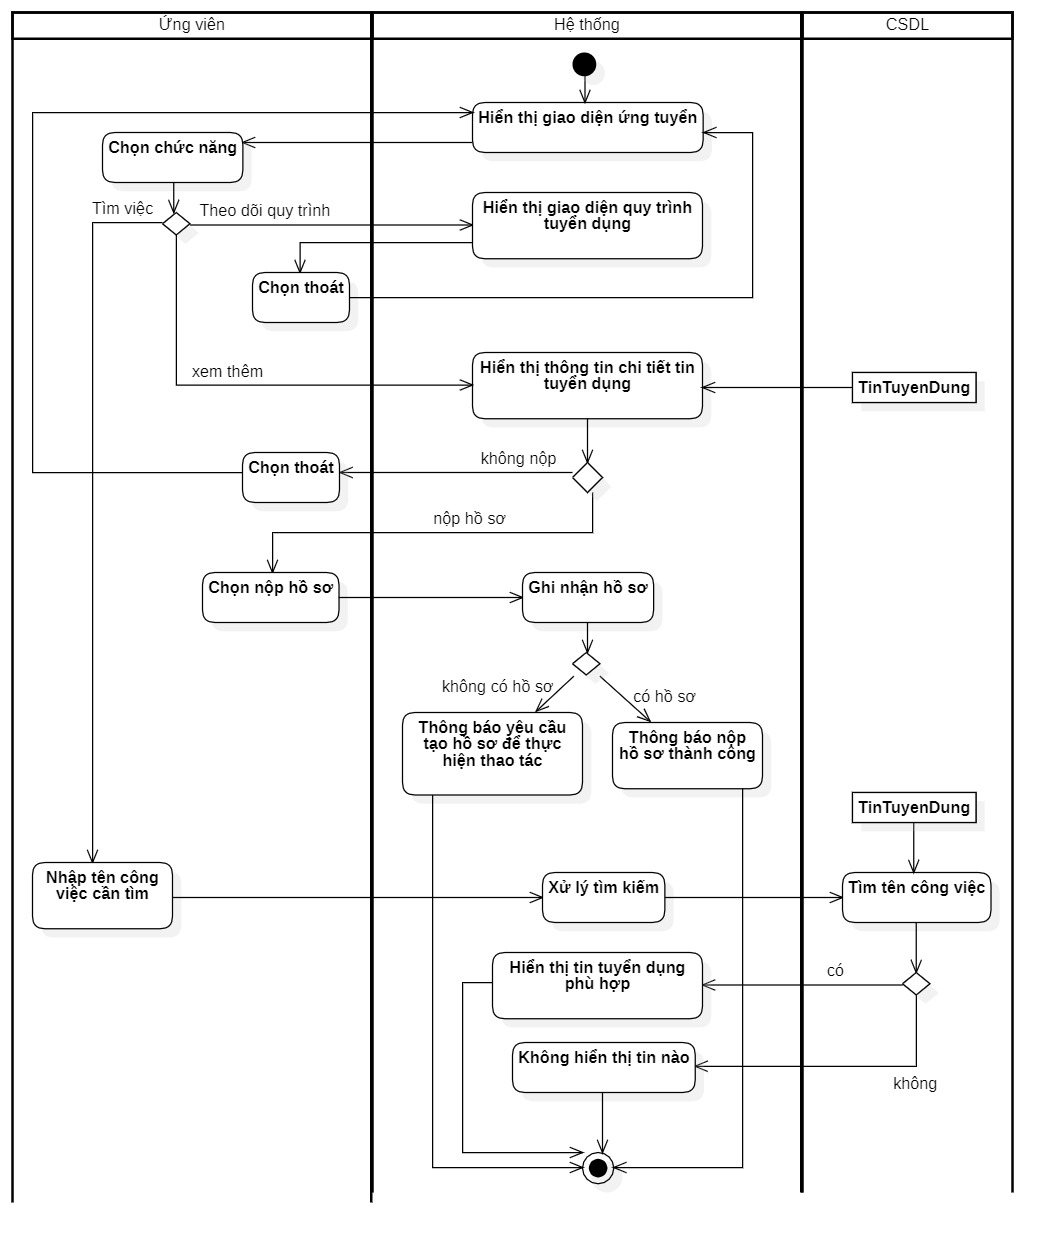 Ứng viên
Hệ thống
CSDL
Hiển thị giao diện ứng tuyển
Chọn chức năng
Tìm việc
Theo dõi quy trình
Hiển thị giao diện quy trình
tuyển dụng
Chọn thoát
xem thêm
Hiển thị thông tin chi tiết tin
tuyển dụng
TinTuyenDung
không nộp
Chọn thoát
nộp hồ sơ
Chọn nộp hồ sơ
Ghi nhận hồ sơ
không có hồ sơ
có hồ sơ
Thông báo yêu cầu
tạo hồ sơ để thực
hiện thao tác
Thông báo nộp
hồ sơ thành công
TinTuyenDung
Nhập tên công
việc cần tìm
Xử lý tìm kiếm
Tìm tên công việc
Hiển thị tin tuyển dụng
phù hợp
có
Không hiển thị tin nào
không